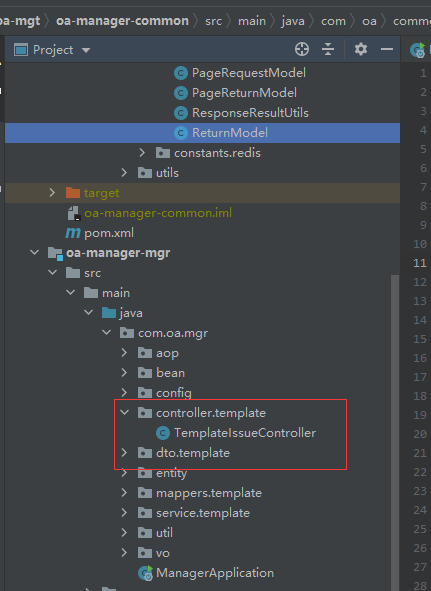 oa-mgt > oa-manager-common > src > main > java > com > oa > commo
Project
PageRequestModel
PageReturnModel
ResponseResultUtils
ReturnModel
constants.redis
utils
target
oa-manager-common.iml
pom.xml
oa-manager-mgr
src
main
java
com.oa.mgr
aop
bean
config
controller.template
TemplateIssueController
dto.template
entity
mappers.template
service.template
util
vo
ManagerApplication
1
2
3
4
5
6
7
8
9
10
11
12
13
14
15
16
17
18
19
20
21
22
23
24
25
26
27
28